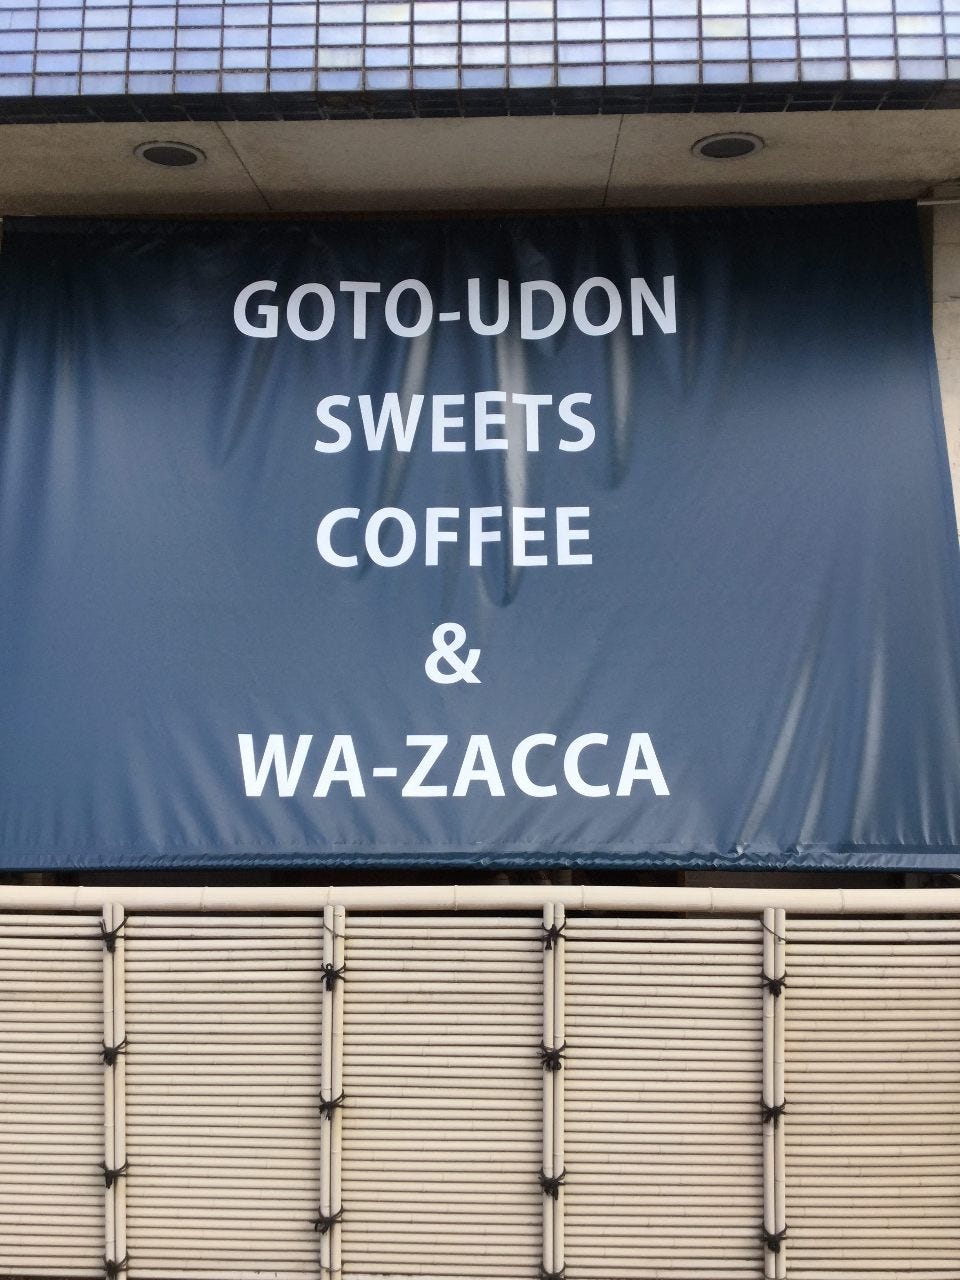 GOTO-UDON
SWEETS
COFFEE
&
WA-ZACCA